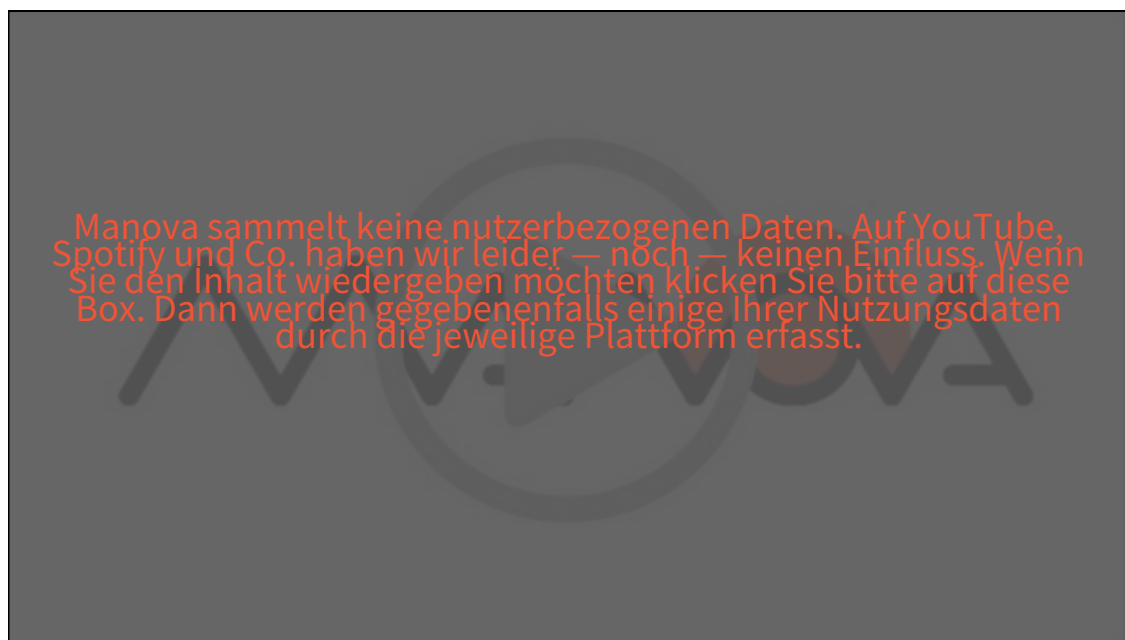 Manova sammelt keine nutzerbezogenen Daten. Auf YouTube,
Spotify und Co. haben wir leider — noch — keinen Einfluss. Wenn
Sie den Inhalt wiedergeben möchten klicken Sie bitte auf diese
Box. Dann werden gegebenenfalls einige Ihrer Nutzungsdaten
durch die jeweilige Plattform erfasst.
MANOVA